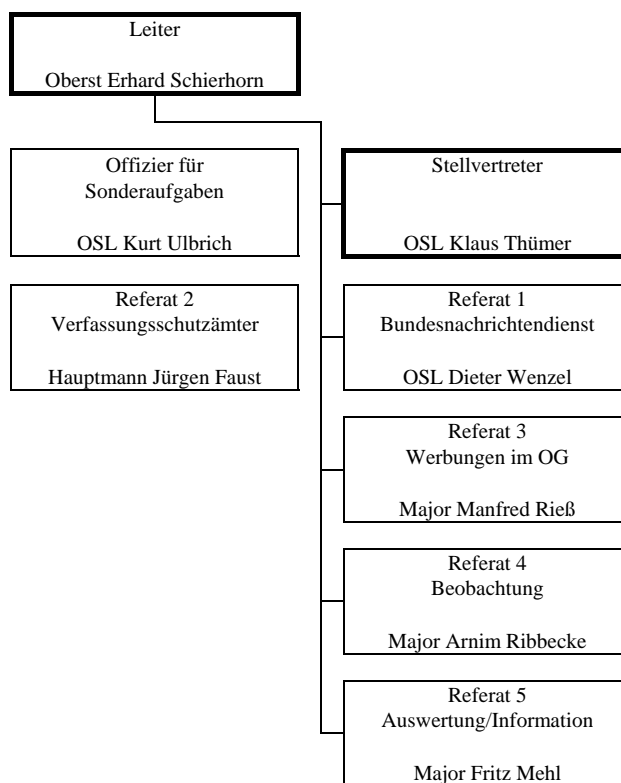 Leiter
Oberst Erhard Schierhorn
Offizier für
Sonderaufgaben
OSL Kurt Ulbrich
Stellvertreter
OSL Klaus Thümer
Referat 2
Verfassungsschutzämter
Hauptmann Jürgen Faust
Referat 1
Bundesnachrichtendienst
OSL Dieter Wenzel
Referat 3
Werbungen im OG
Major Manfred Rieß
Referat 4
Beobachtung
Major Arnim Ribbecke
Referat 5
Auswertung/Information
Major Fritz Mehl